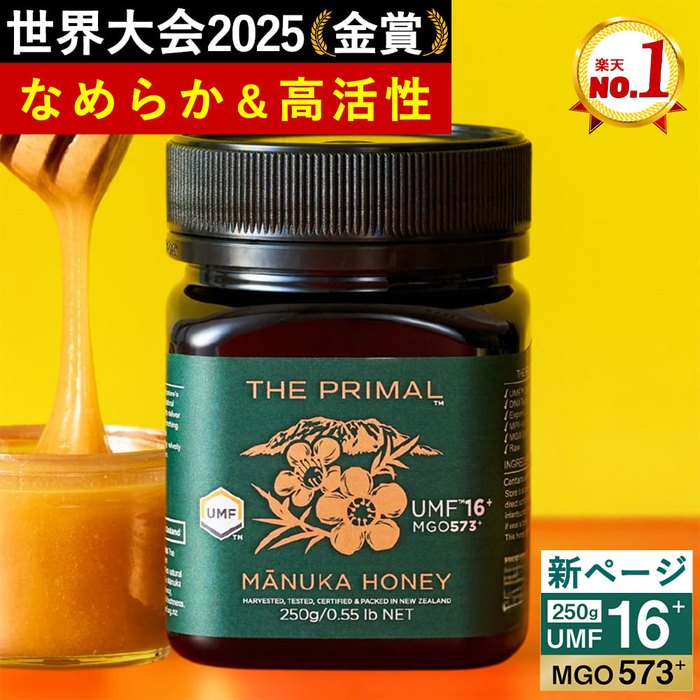 世界大会2025 金賞
なめらか＆高活性
楽天
NO.1
THE PRIMAL™
UMF™
UMF™16+
MGO573+
MĀNUKA HONEY
HARVESTED, TESTED, CERTIFIED & PACKED IN NEW ZEALAND
250g/0.55 lb NET
新ページ
250g
UMF 16+
MGO 573+